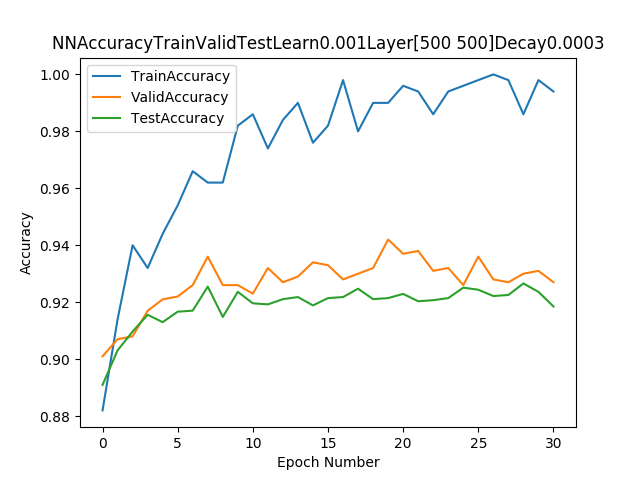 NNAccuracyTrainValidTestLearn0.001Layer[500 500]Decay0.0003
1.00
0.98
0.96
0.94
0.92
0.90
0.88
Accuracy
TrainAccuracy
ValidAccuracy
TestAccuracy
0 5 10 15 20 25 30
Epoch Number